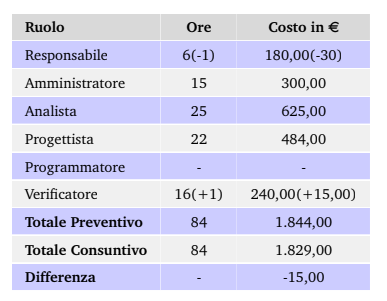 Ruolo Ore Costo in €
Responsabile 6(-1) 180,00(-30)
Amministratore 15 300,00
Analista 25 625,00
Progettista 22 484,00
Programmatore - -
Verificatore 16(+1) 240,00(+15,00)
Totale Preventivo 84 1.844,00
Totale Consuntivo 84 1.829,00
Differenza - -15,00